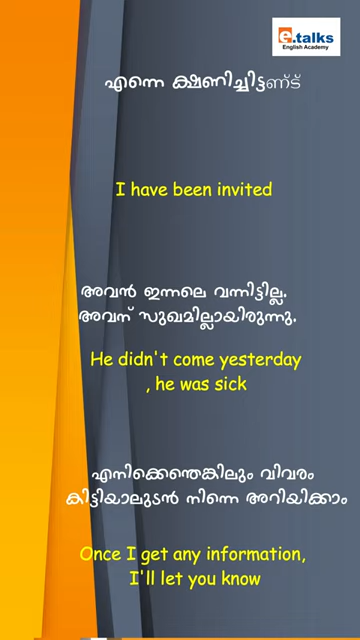 e.talks
English Academy
എന്നെ ക്ഷണിച്ചിട്ടണ്ട്
I have been invited
അവൻ ഇന്നലെ വന്നിട്ടില്ല.
അവന് സുഖമില്ലായിരുന്നു.
He didn't come yesterday
, he was sick
എനിക്കെന്തെങ്കിലും വിവരം
കിട്ടിയാലുടൻ നിന്നെ അറിയിക്കാം
Once I get any information,
I'll let you know